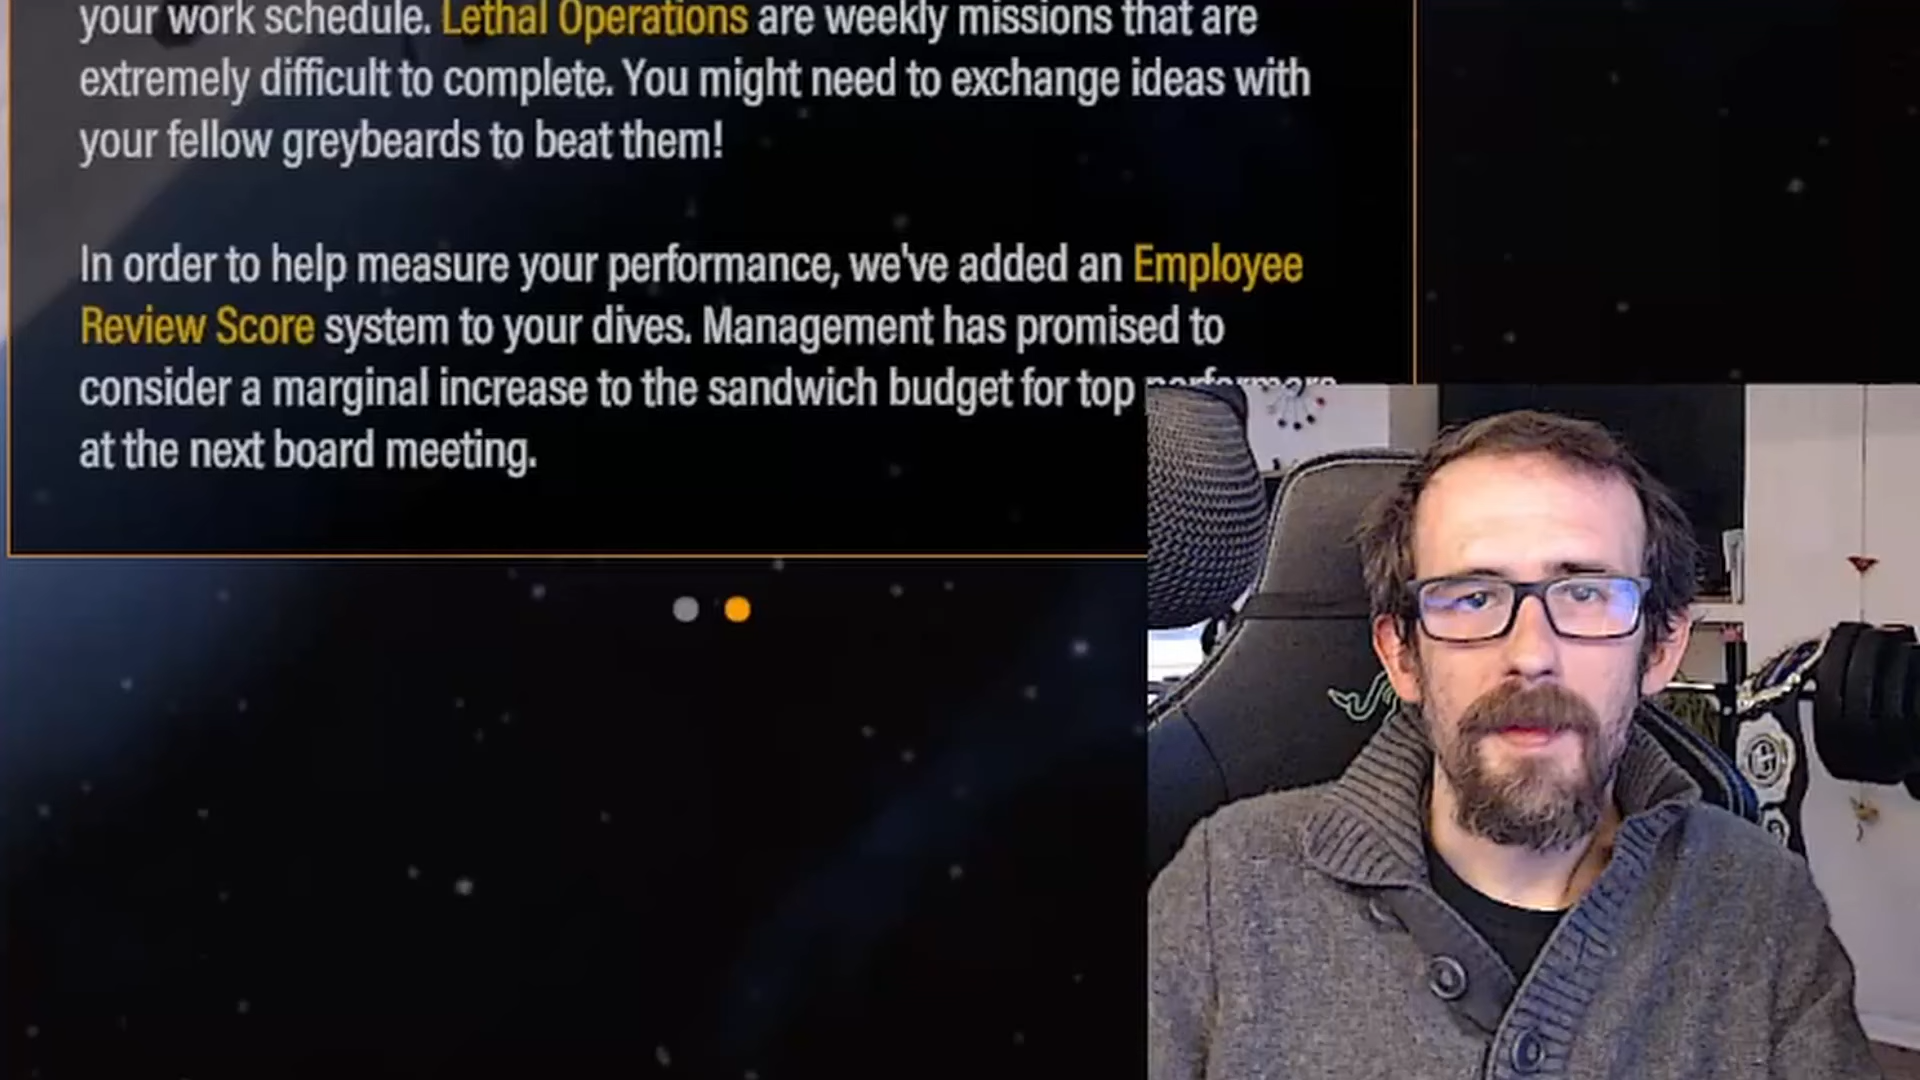 your work schedule. Lethal Operations are weekly missions that are
extremely difficult to complete. You might need to exchange ideas with
your fellow greybeards to beat them!
In order to help measure your performance, we've added an Employee
Review Score system to your dives. Management has promised to
consider a marginal increase to the sandwich budget for top performers
at the next board meeting.